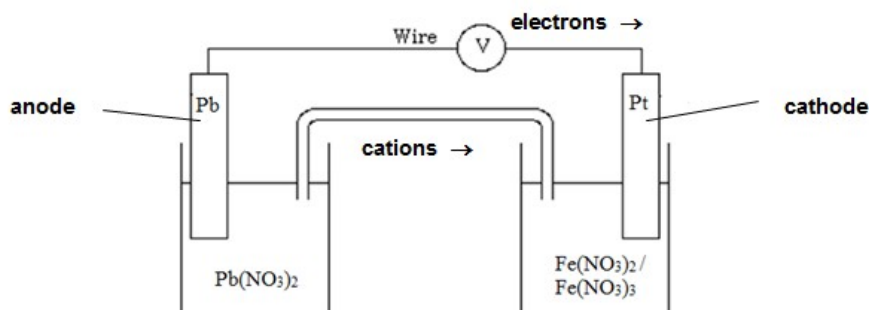 electrons →
Wire
V
anode
Pb
Pt
cathode
cations →
Pb(NO₃)₂
Fe(NO₃)₂/
Fe(NO₃)₃